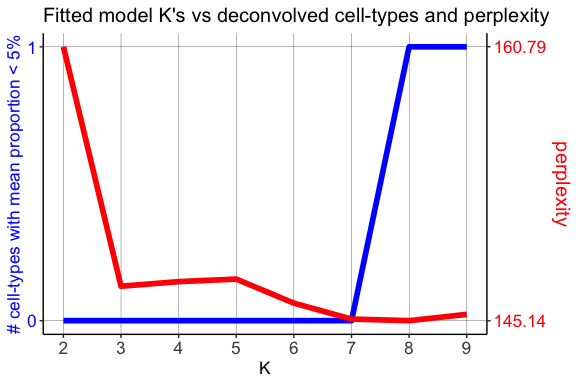 Fitted model K's vs deconvolved cell-types and perplexity
# cell-types with mean proportion < 5%
1
0
160.79
145.14
perplexity
2 3 4 5 6 7 8 9
K